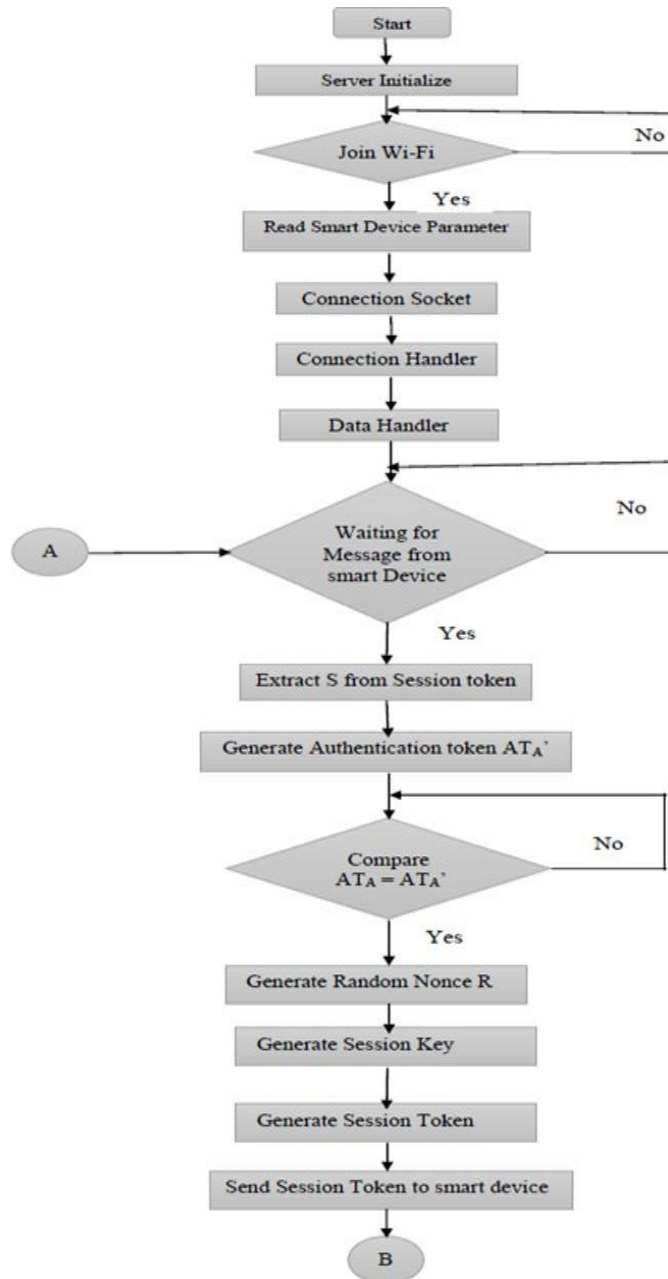 Start
Server Initialize
Join Wi-Fi
No
Yes
Read Smart Device Parameter
Connection Socket
Connection Handler
Data Handler
No
A
Waiting for
Message from
smart Device
Yes
Extract S from Session token
Generate Authentication token ATA'
No
Compare
ATA = ATA'
Yes
Generate Random Nonce R
Generate Session Key
Generate Session Token
Send Session Token to smart device
B